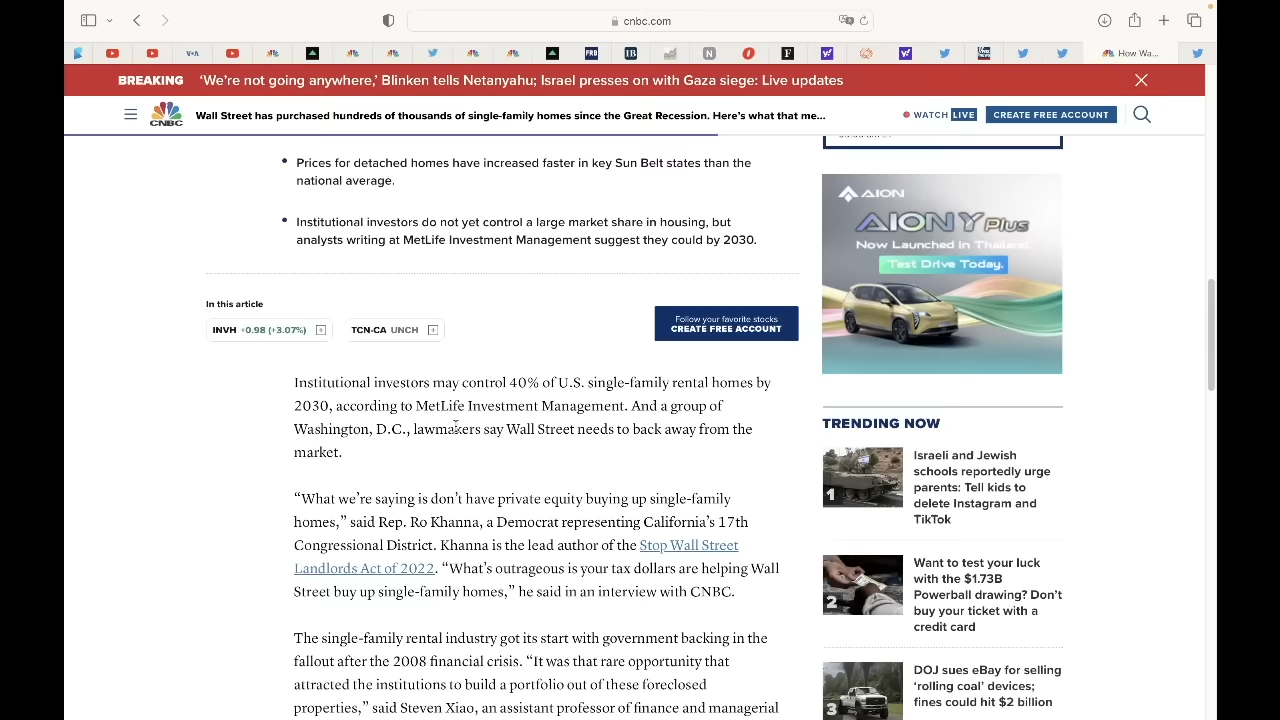 cnbc.com
VOA
FRB
IB
N
F
How Wa...
BREAKING 'We're not going anywhere,' Blinken tells Netanyahu; Israel presses on with Gaza siege: Live updates
CNBC
Wall Street has purchased hundreds of thousands of single-family homes since the Great Recession. Here's what that me...
WATCH LIVE
CREATE FREE ACCOUNT
Prices for detached homes have increased faster in key Sun Belt states than the
national average.
Institutional investors do not yet control a large market share in housing, but
analysts writing at MetLife Investment Management suggest they could by 2030.
In this article
INVH +0.98 (+3.07%)
TCN-CA UNCH
Follow your favorite stocks
CREATE FREE ACCOUNT
Institutional investors may control 40% of U.S. single-family rental homes by
2030, according to MetLife Investment Management. And a group of
Washington, D.C., lawmakers say Wall Street needs to back away from the
market.
“What we’re saying is don’t have private equity buying up single-family
homes,” said Rep. Ro Khanna, a Democrat representing California’s 17th
Congressional District. Khanna is the lead author of the Stop Wall Street
Landlords Act of 2022. “What’s outrageous is your tax dollars are helping Wall
Street buy up single-family homes,” he said in an interview with CNBC.
The single-family rental industry got its start with government backing in the
fallout after the 2008 financial crisis. “It was that rare opportunity that
attracted the institutions to build a portfolio out of these foreclosed
properties,” said Steven Xiao, an assistant professor of finance and managerial
AION
AION Y Plus
Now Launched in Thailand.
Test Drive Today.
TRENDING NOW
1
Israeli and Jewish
schools reportedly urge
parents: Tell kids to
delete Instagram and
TikTok
2
Want to test your luck
with the $1.73B
Powerball drawing? Don’t
buy your ticket with a
credit card
3
DOJ sues eBay for selling
‘rolling coal’ devices;
fines could hit $2 billion